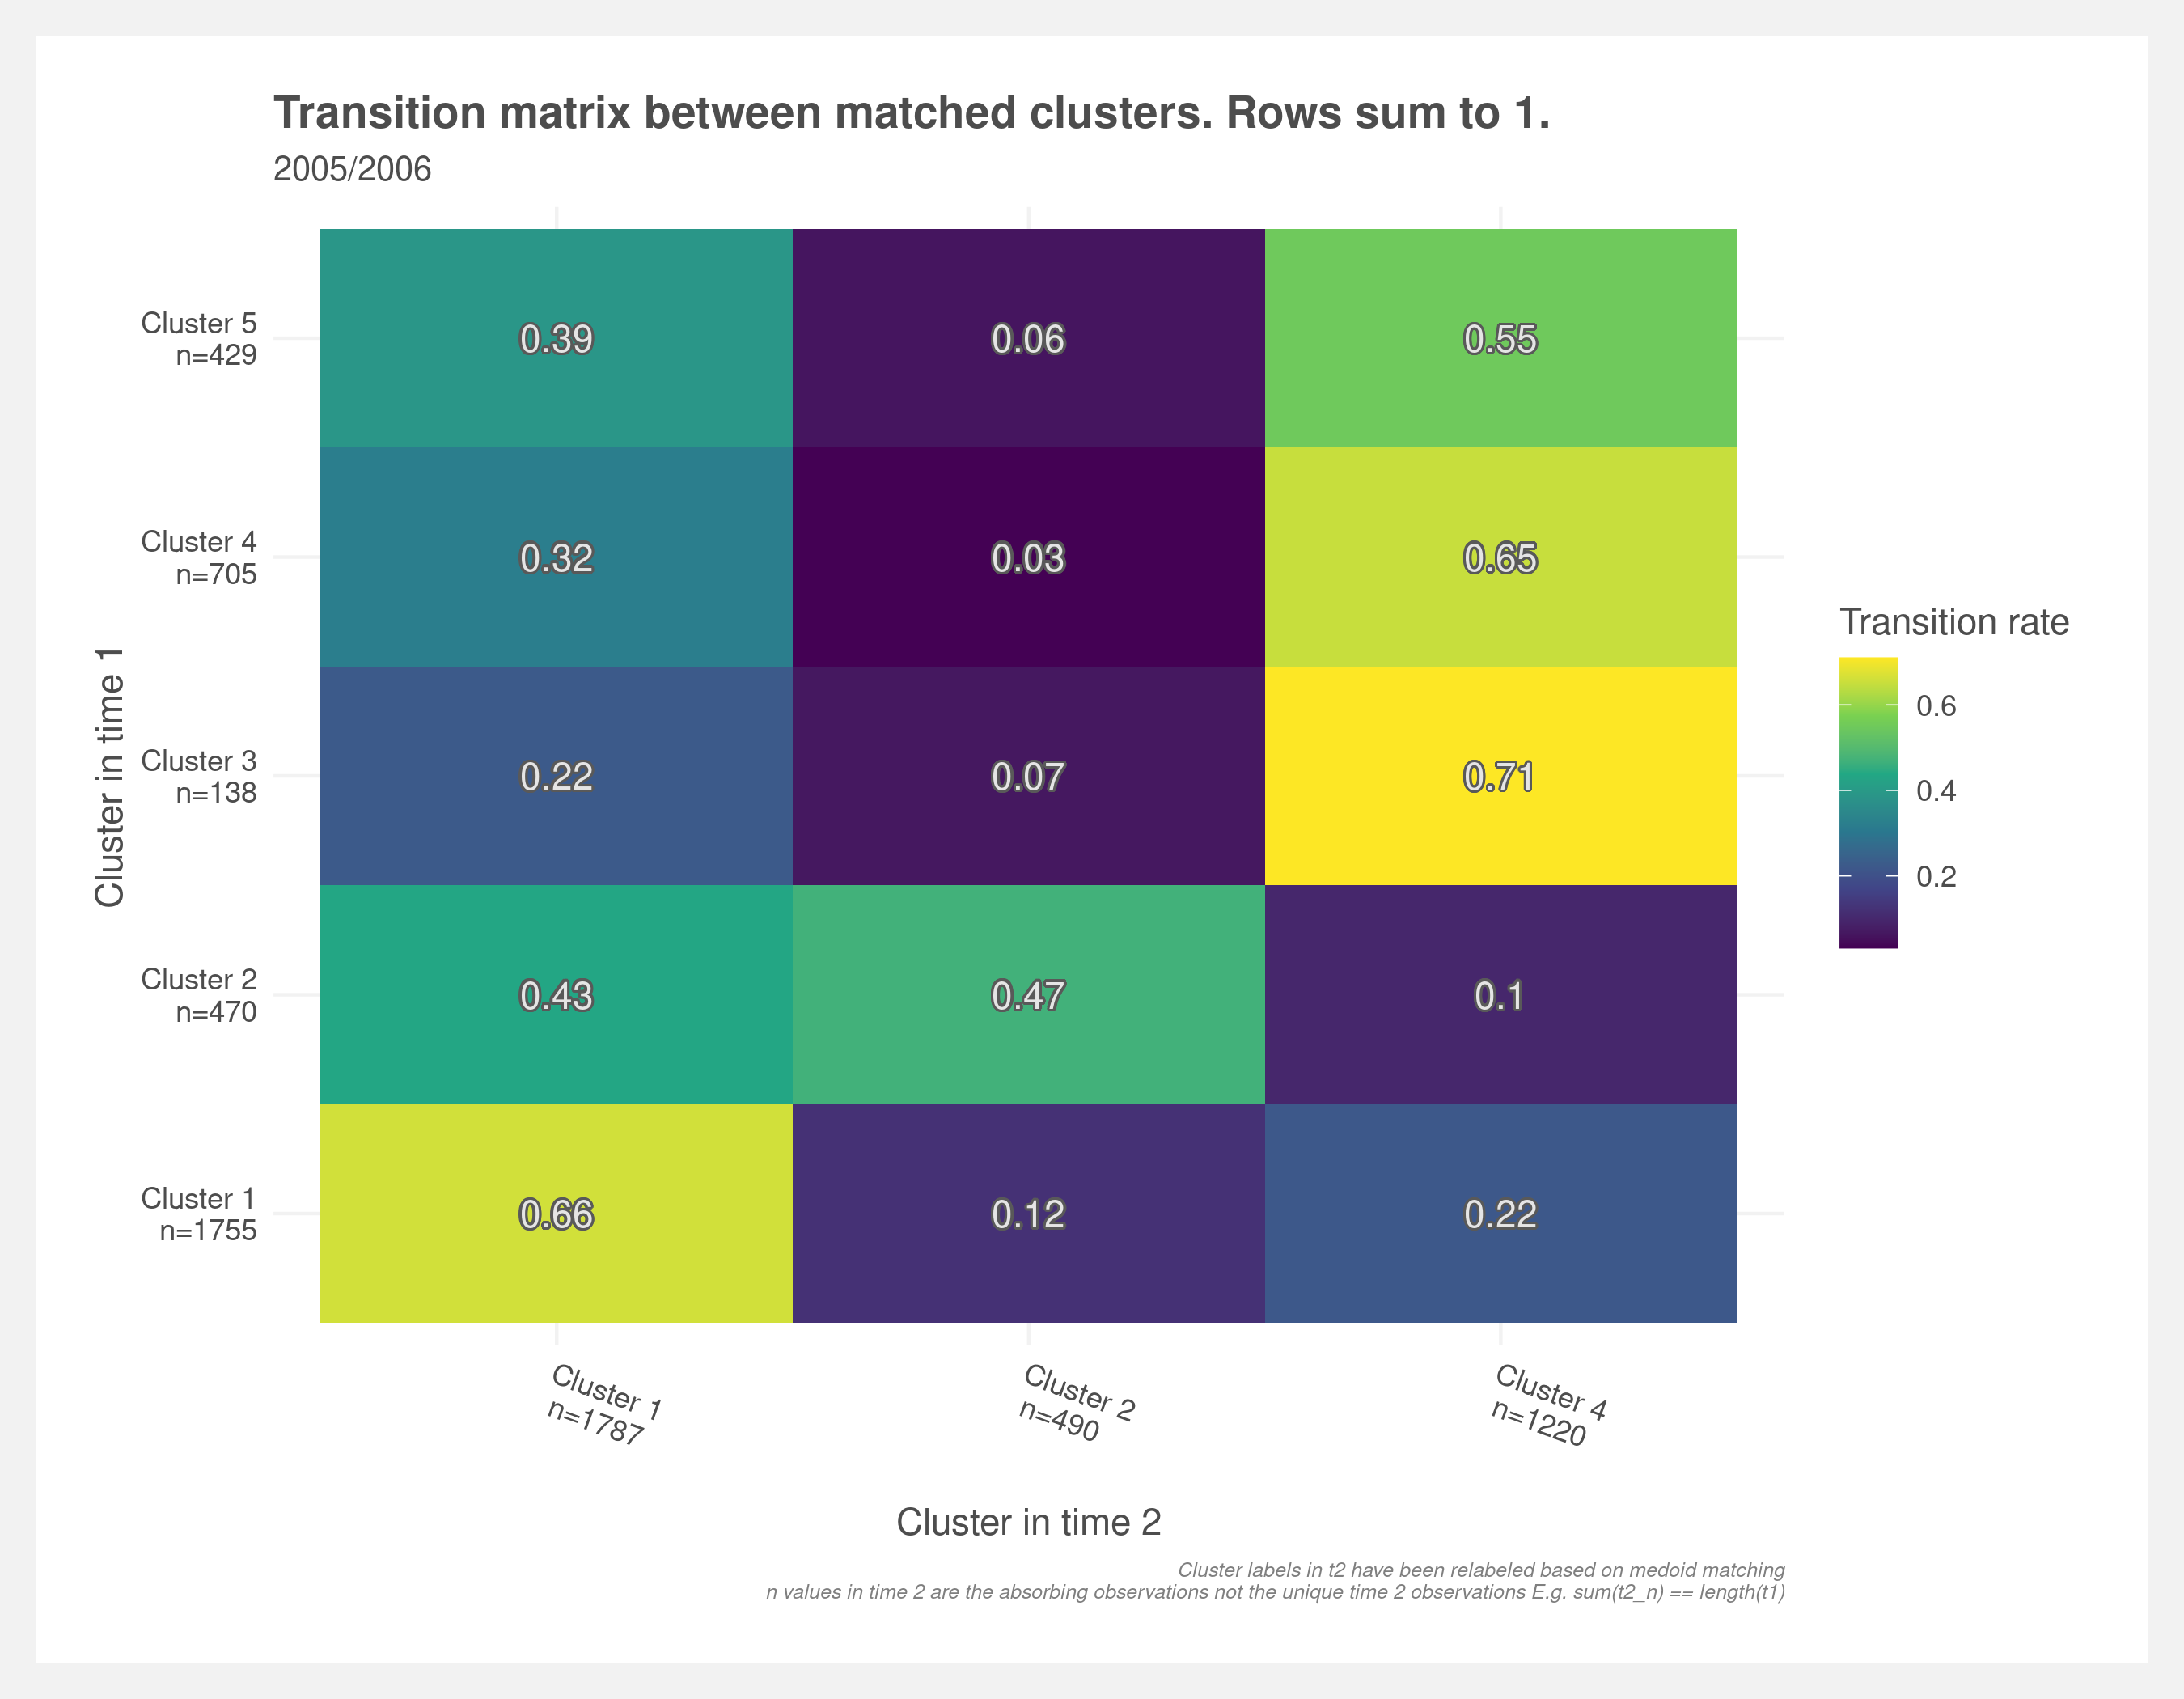 Transition matrix between matched clusters. Rows sum to 1.
2005/2006
Cluster in time 1
Cluster 5
n=429
0.39 0.06 0.55
Cluster 4
n=705
0.32 0.03 0.65
Cluster 3
n=138
0.22 0.07 0.71
Cluster 2
n=470
0.43 0.47 0.1
Cluster 1
n=1755
0.66 0.12 0.22
Cluster 1
n=1787
Cluster 2
n=490
Cluster 4
n=1220
Cluster in time 2
Transition rate
0.6
0.4
0.2
Cluster labels in t2 have been relabeled based on medoid matching
n values in time 2 are the absorbing observations not the unique time 2 observations E.g. sum(t2_n) == length(t1)